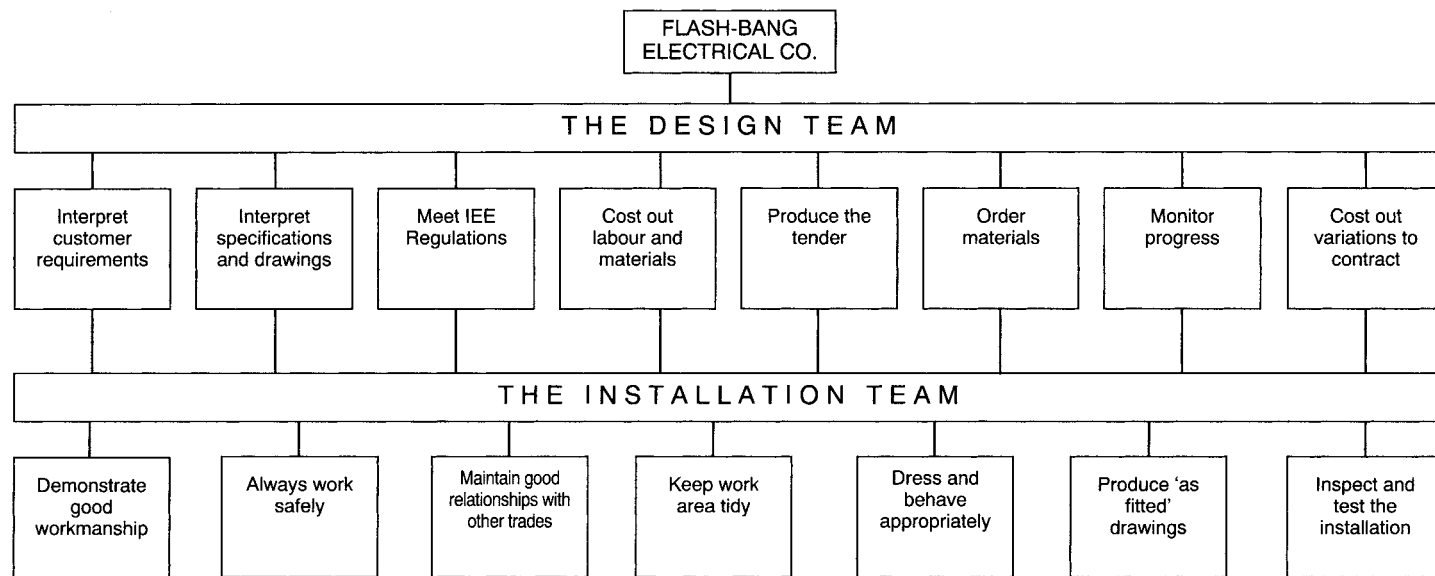 FLASH-BANG
ELECTRICAL CO.
THE DESIGN TEAM
Interpret
customer
requirements
Interpret
specifications
and drawings
Meet IEE
Regulations
Cost out
labour and
materials
Produce the
tender
Order
materials
Monitor
progress
Cost out
variations to
contract
THE INSTALLATION TEAM
Demonstrate
good
workmanship
Always work
safely
Maintain good
relationships with
other trades
Keep work
area tidy
Dress and
behave
appropriately
Produce ‘as
fitted’
drawings
Inspect and
test the
installation